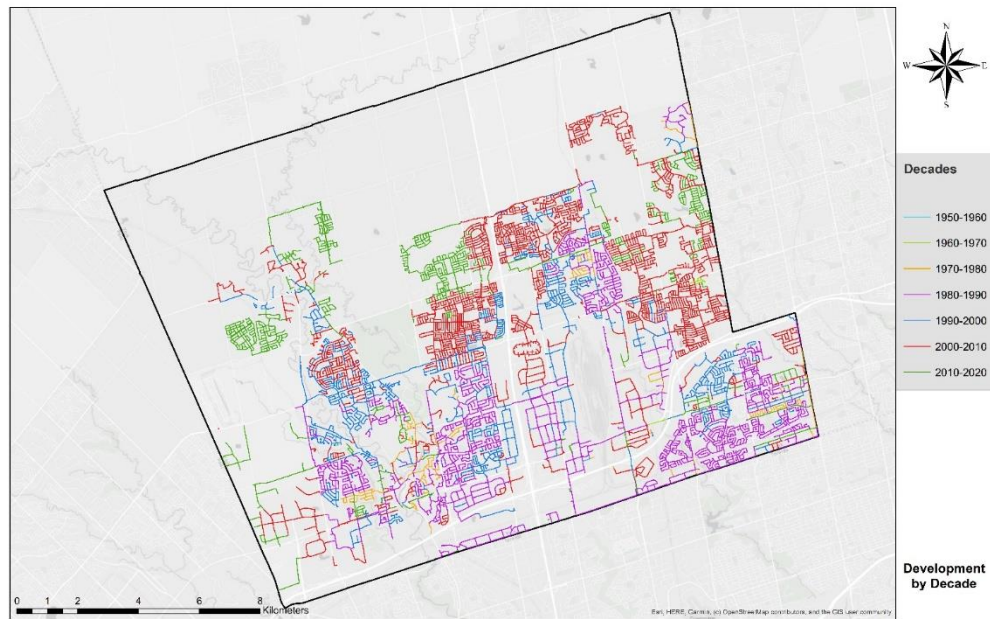 N
W E
S
Decades
1950-1960
1960-1970
1970-1980
1980-1990
1990-2000
2000-2010
2010-2020
Development
by Decade
0 1 2 4 6 8
Kilometers
Esri, HERE, Garmin, (c) OpenStreetMap contributors, and the GIS user community